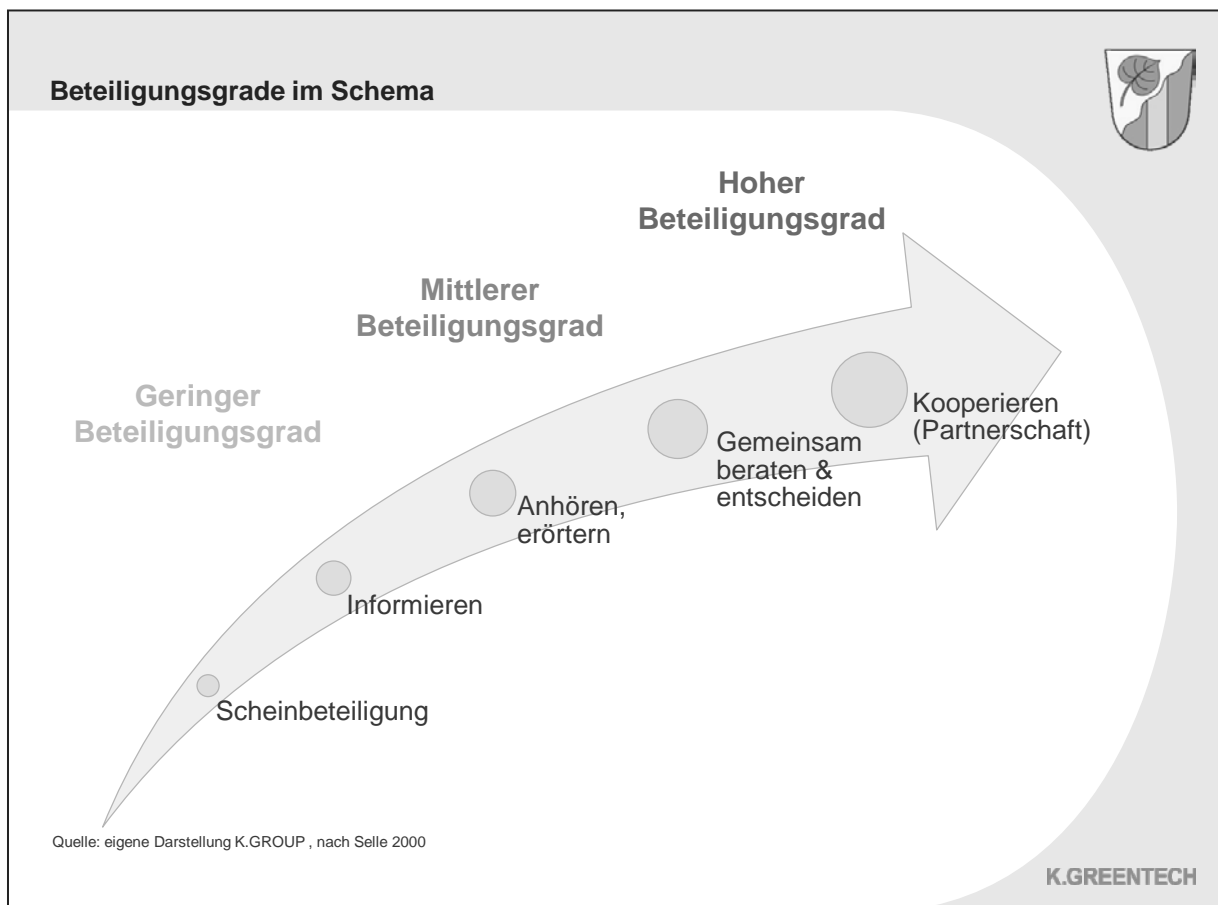 Beteiligungsgrade im Schema
Hoher
Beteiligungsgrad
Mittlerer
Beteiligungsgrad
Geringer
Beteiligungsgrad
Kooperieren
(Partnerschaft)
Gemeinsam
beraten &
entscheiden
Anhören,
erörtern
Informieren
Scheinbeteiligung
Quelle: eigene Darstellung K.GROUP , nach Selle 2000
K.GREENTECH